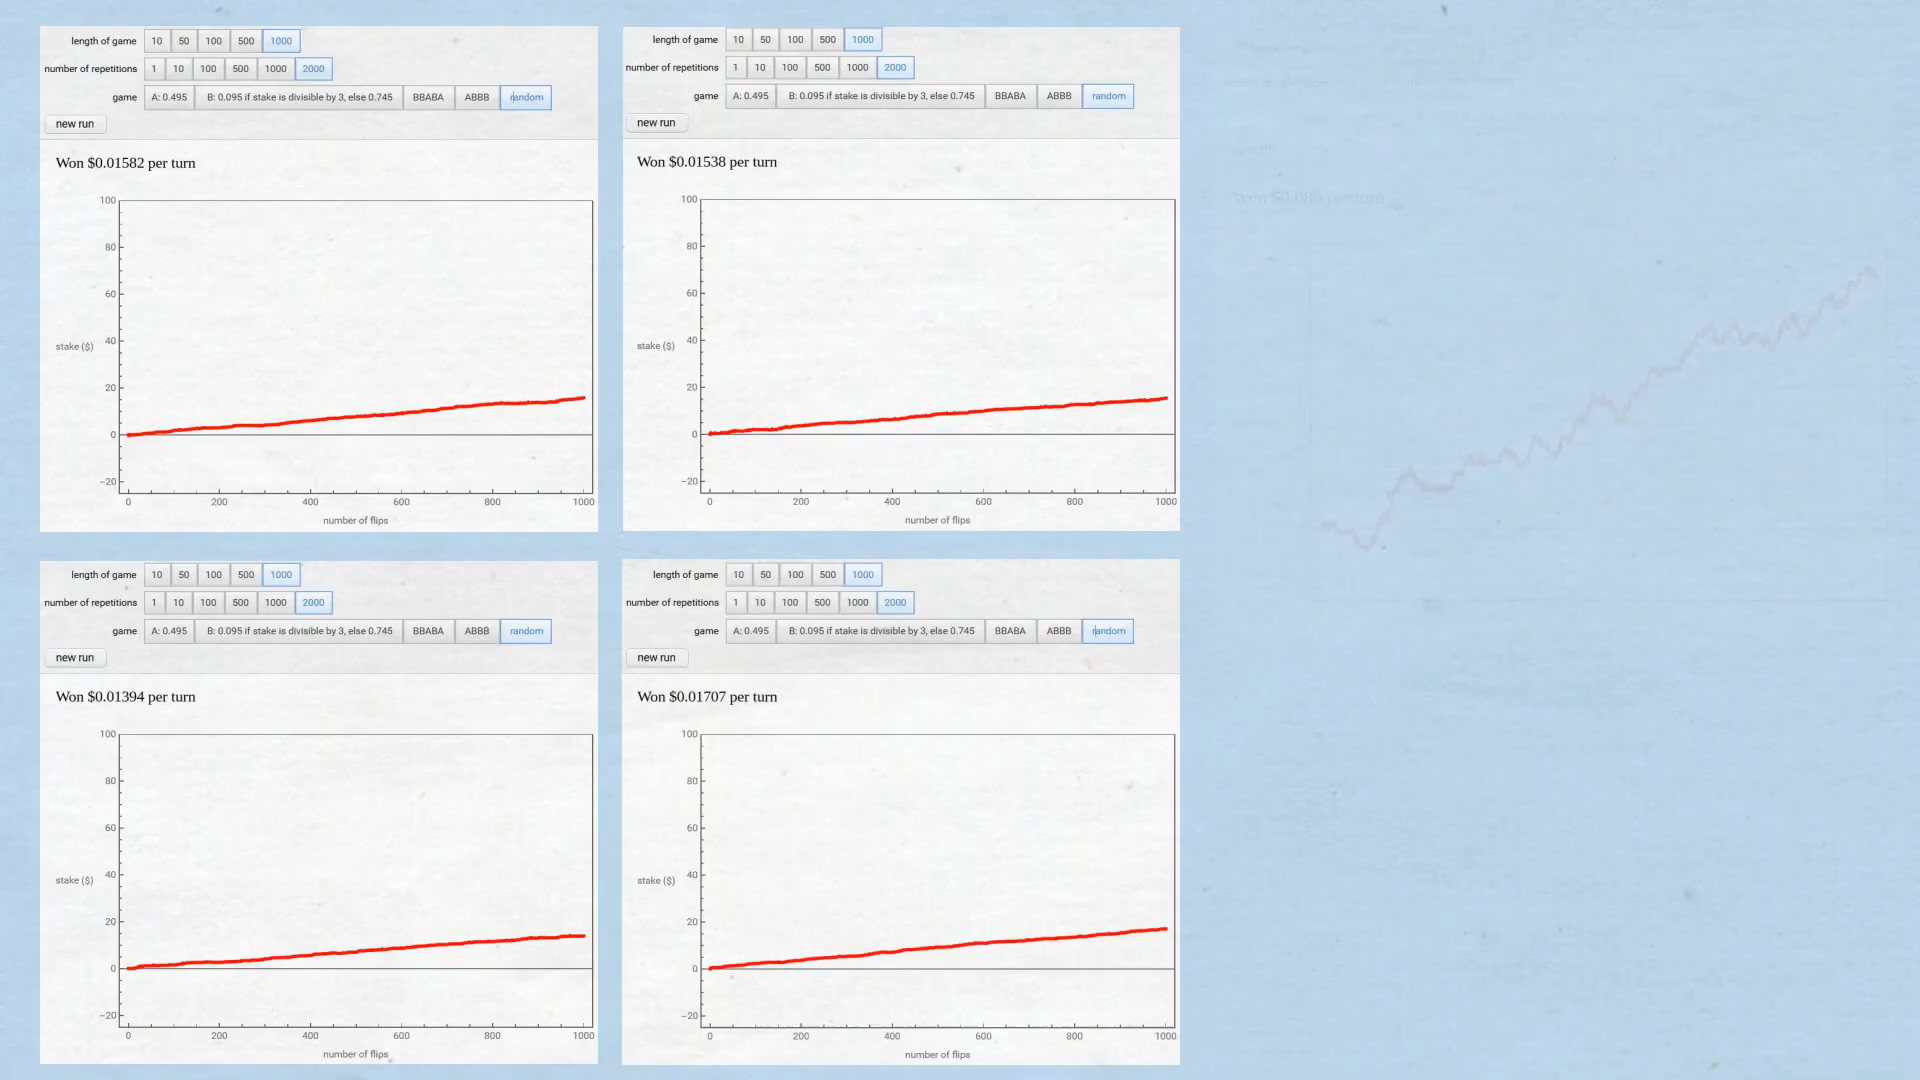 length of game 10 50 100 500 1000
number of repetitions 1 10 100 500 1000 2000
game A: 0.495 B: 0.095 if stake is divisible by 3, else 0.745 BBABA ABBB random
new run
Won $0.01582 per turn
100
80
60
stake ($) 40
20
0
−20
0 200 400 600 800 1000
number of flips
length of game 10 50 100 500 1000
number of repetitions 1 10 100 500 1000 2000
game A: 0.495 B: 0.095 if stake is divisible by 3, else 0.745 BBABA ABBB random
new run
Won $0.01538 per turn
100
80
60
stake ($) 40
20
0
−20
0 200 400 600 800 1000
number of flips
length of game 10 50 100 500 1000
number of repetitions 1 10 100 500 1000 2000
game A: 0.495 B: 0.095 if stake is divisible by 3, else 0.745 BBABA ABBB random
new run
Won $0.01394 per turn
100
80
60
stake ($) 40
20
0
−20
0 200 400 600 800 1000
number of flips
length of game 10 50 100 500 1000
number of repetitions 1 10 100 500 1000 2000
game A: 0.495 B: 0.095 if stake is divisible by 3, else 0.745 BBABA ABBB random
new run
Won $0.01707 per turn
100
80
60
stake ($) 40
20
0
−20
0 200 400 600 800 1000
number of flips